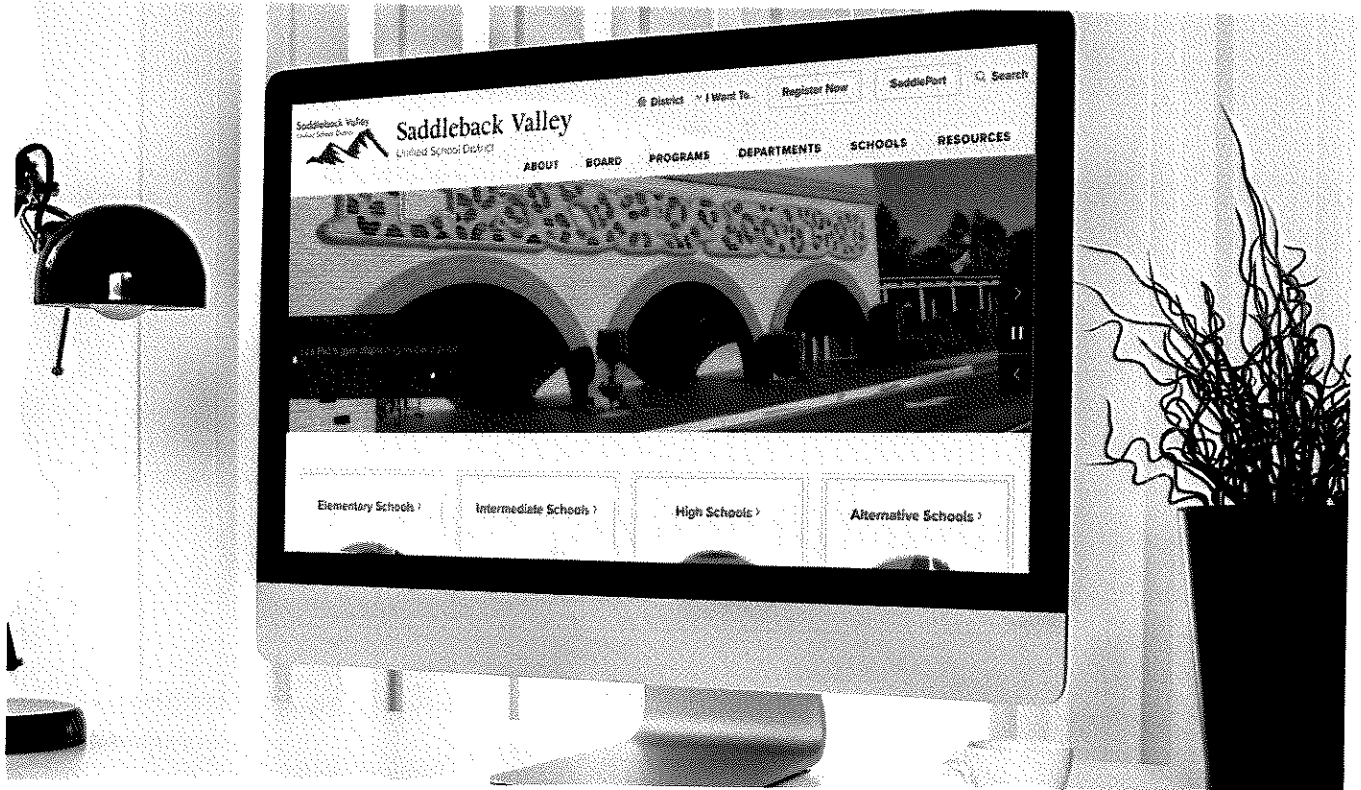 District
I Want To...
Register Now
SaddlePort
Search
Saddleback Valley
Unified School District
Saddleback Valley
Unified School District
ABOUT
BOARD
PROGRAMS
DEPARTMENTS
SCHOOLS
RESOURCES
Elementary Schools ›
Intermediate Schools ›
High Schools ›
Alternative Schools ›